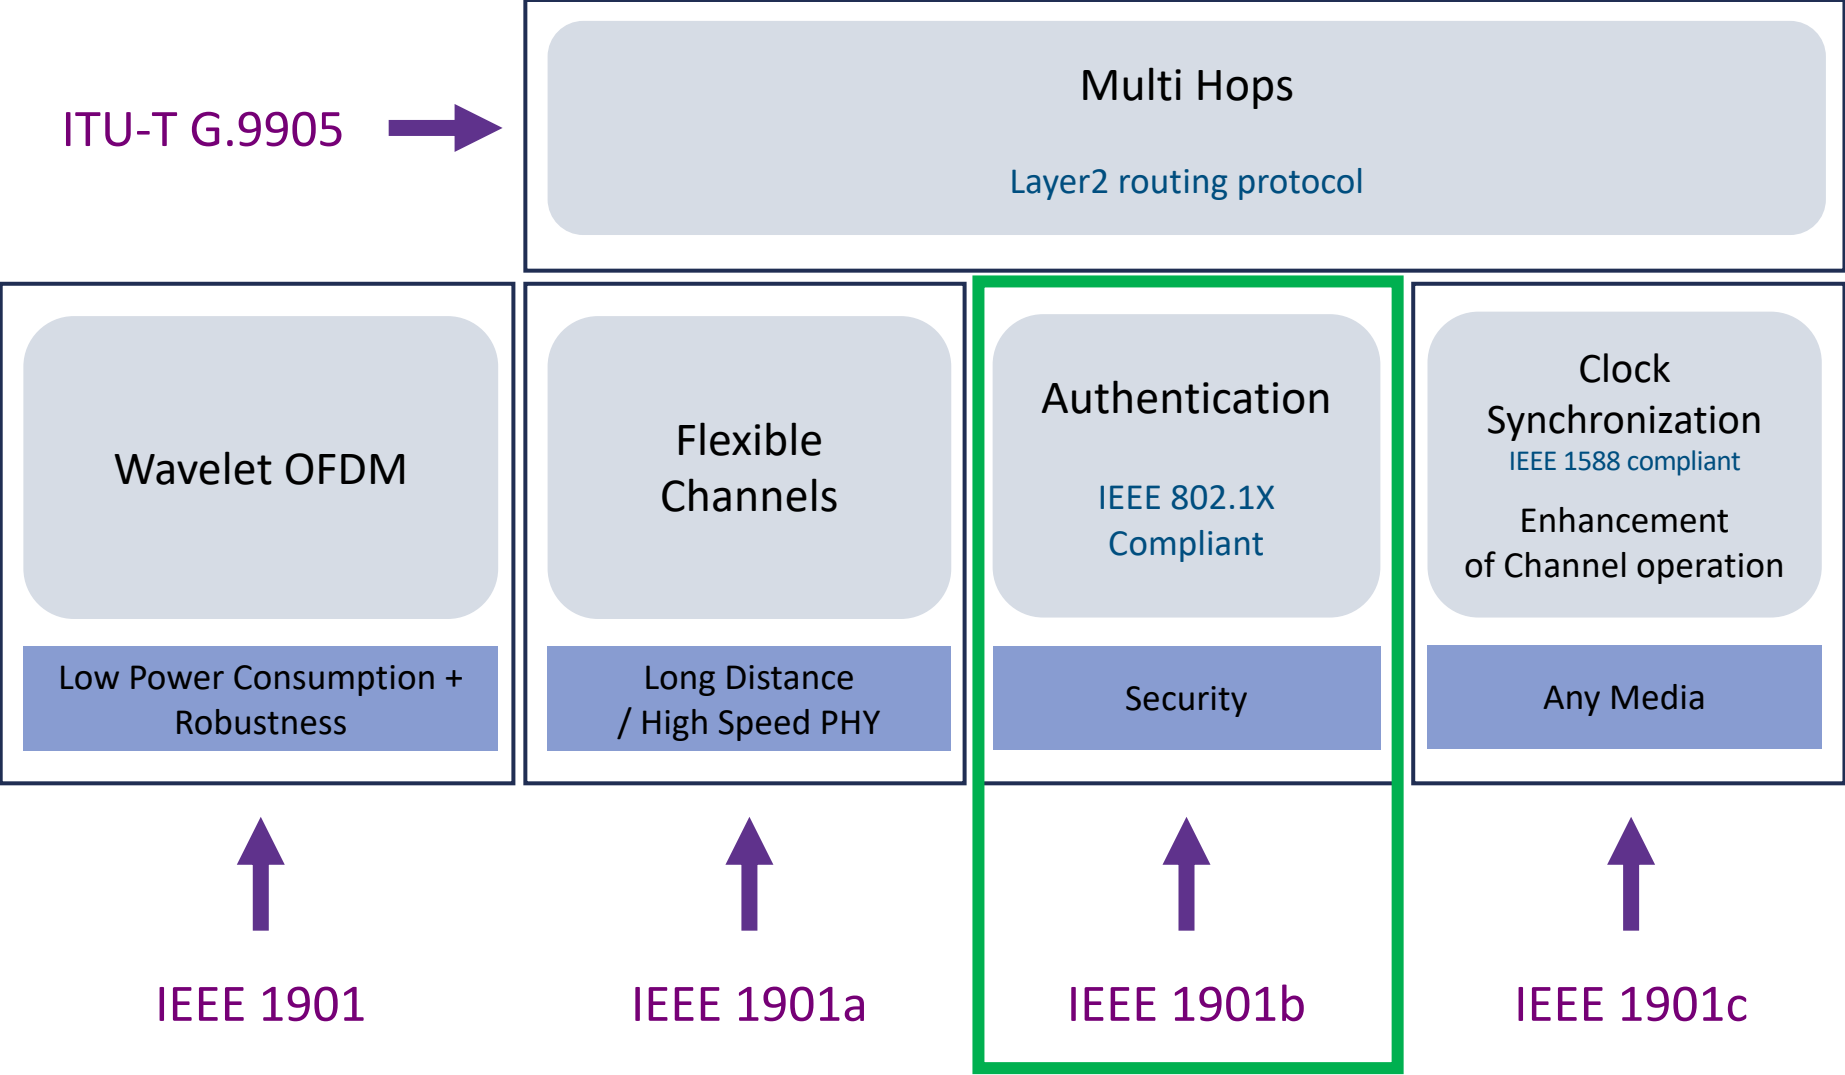 Multi Hops
ITU-T G.9905
Layer2 routing protocol
Wavelet OFDM
Low Power Consumption +
Robustness
Flexible
Channels
Long Distance
/ High Speed PHY
Authentication
IEEE 802.1X
Compliant
Security
Clock
Synchronization
IEEE 1588 compliant
Enhancement
of Channel operation
Any Media
IEEE 1901
IEEE 1901a
IEEE 1901b
IEEE 1901c